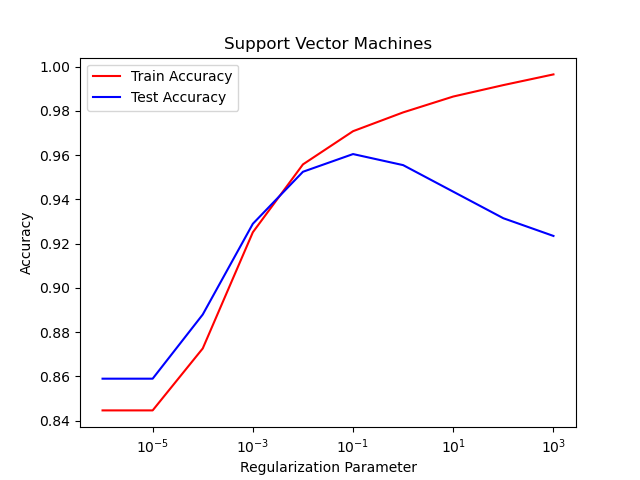 Support Vector Machines
Train Accuracy
Test Accuracy
1.00
0.98
0.96
0.94
0.92
0.90
0.88
0.86
0.84
Accuracy
10⁻⁵
10⁻³
10⁻¹
10¹
10³
Regularization Parameter